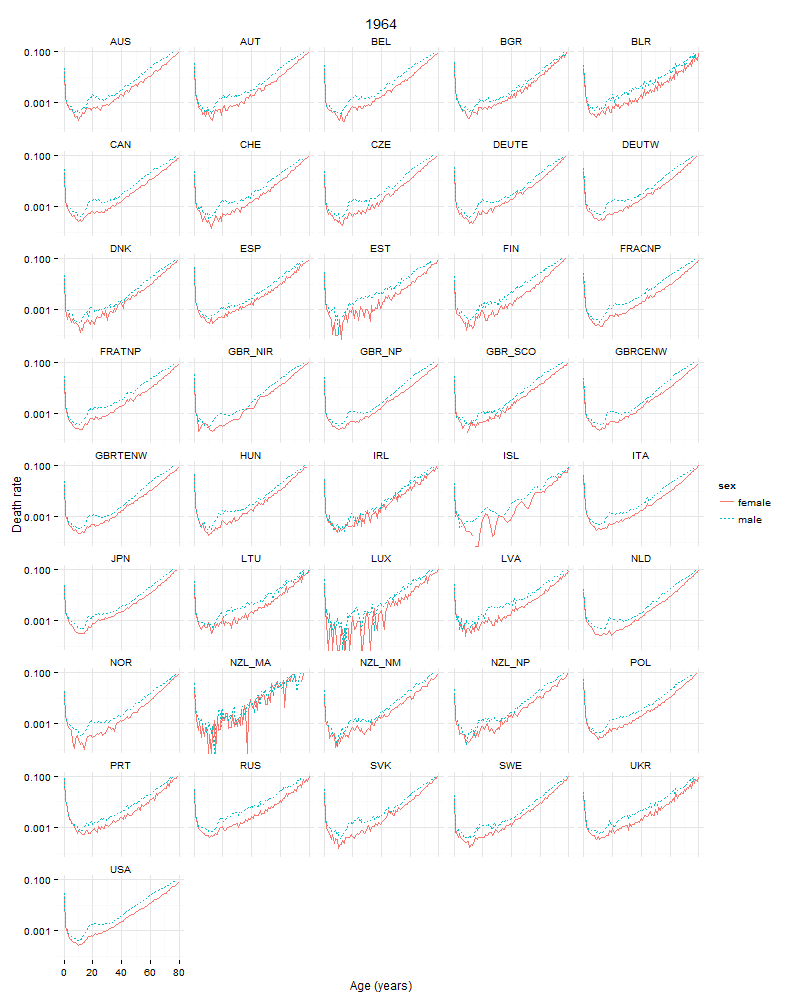 1964
AUS AUT BEL BGR BLR
0.100
0.001
CAN CHE CZE DEUTE DEUTW
0.100
0.001
DNK ESP EST FIN FRACNP
0.100
0.001
FRATNP GBR_NIR GBR_NP GBR_SCO GBRCENW
0.100
0.001
GBRTENW HUN IRL ISL ITA
0.100
0.001
Death rate
sex
female
male
JPN LTU LUX LVA NLD
0.100
0.001
NOR NZL_MA NZL_NM NZL_NP POL
0.100
0.001
PRT RUS SVK SWE UKR
0.100
0.001
USA
0.100
0.001
0 20 40 60 80
Age (years)